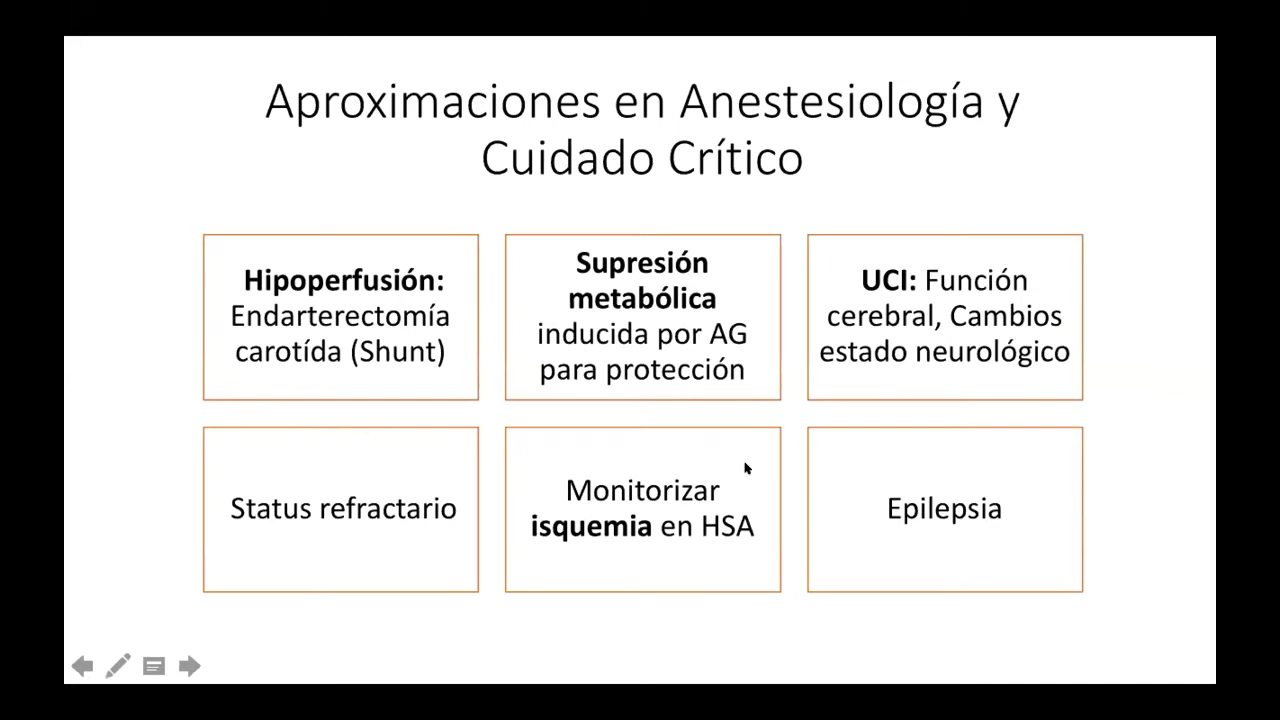 Aproximaciones en Anestesiología y
Cuidado Crítico
Hipoperfusión:
Endarterectomía
carotída (Shunt)
Supresión
metabólica
inducida por AG
para protección
UCI: Función
cerebral, Cambios
estado neurológico
Status refractario
Monitorizar
isquemia en HSA
Epilepsia